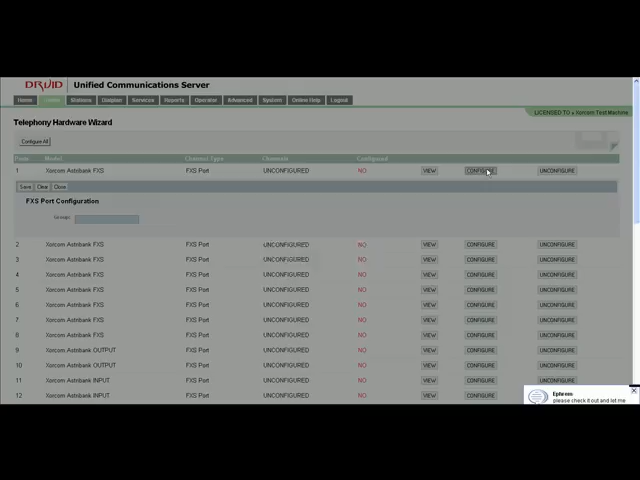 DRUID Unified Communications Server
Home Stations Dialplan Services Reports Operator Advanced System Online Help Logout
LICENSED TO » Xorcom Test Machine
Telephony Hardware Wizard
Configure All
Model Channel Type Channels Configured
1 Xorcom Astribank FXS FXS Port UNCONFIGURED NO VIEW CONFIGURE UNCONFIGURE
Save Clear Close
FXS Port Configuration
Groups
2 Xorcom Astribank FXS FXS Port UNCONFIGURED NO VIEW CONFIGURE UNCONFIGURE
3 Xorcom Astribank FXS FXS Port UNCONFIGURED NO VIEW CONFIGURE UNCONFIGURE
4 Xorcom Astribank FXS FXS Port UNCONFIGURED NO VIEW CONFIGURE UNCONFIGURE
5 Xorcom Astribank FXS FXS Port UNCONFIGURED NO VIEW CONFIGURE UNCONFIGURE
6 Xorcom Astribank FXS FXS Port UNCONFIGURED NO VIEW CONFIGURE UNCONFIGURE
7 Xorcom Astribank FXS FXS Port UNCONFIGURED NO VIEW CONFIGURE UNCONFIGURE
8 Xorcom Astribank FXS FXS Port UNCONFIGURED NO VIEW CONFIGURE UNCONFIGURE
9 Xorcom Astribank OUTPUT FXS Port UNCONFIGURED NO VIEW CONFIGURE UNCONFIGURE
10 Xorcom Astribank OUTPUT FXS Port UNCONFIGURED NO VIEW CONFIGURE UNCONFIGURE
11 Xorcom Astribank INPUT FXS Port UNCONFIGURED NO VIEW CONFIGURE UNCONFIGURE
12 Xorcom Astribank INPUT FXS Port UNCONFIGURED NO VIEW CONFIGURE UNCONFIGURE
Ephren
please check it out and let me